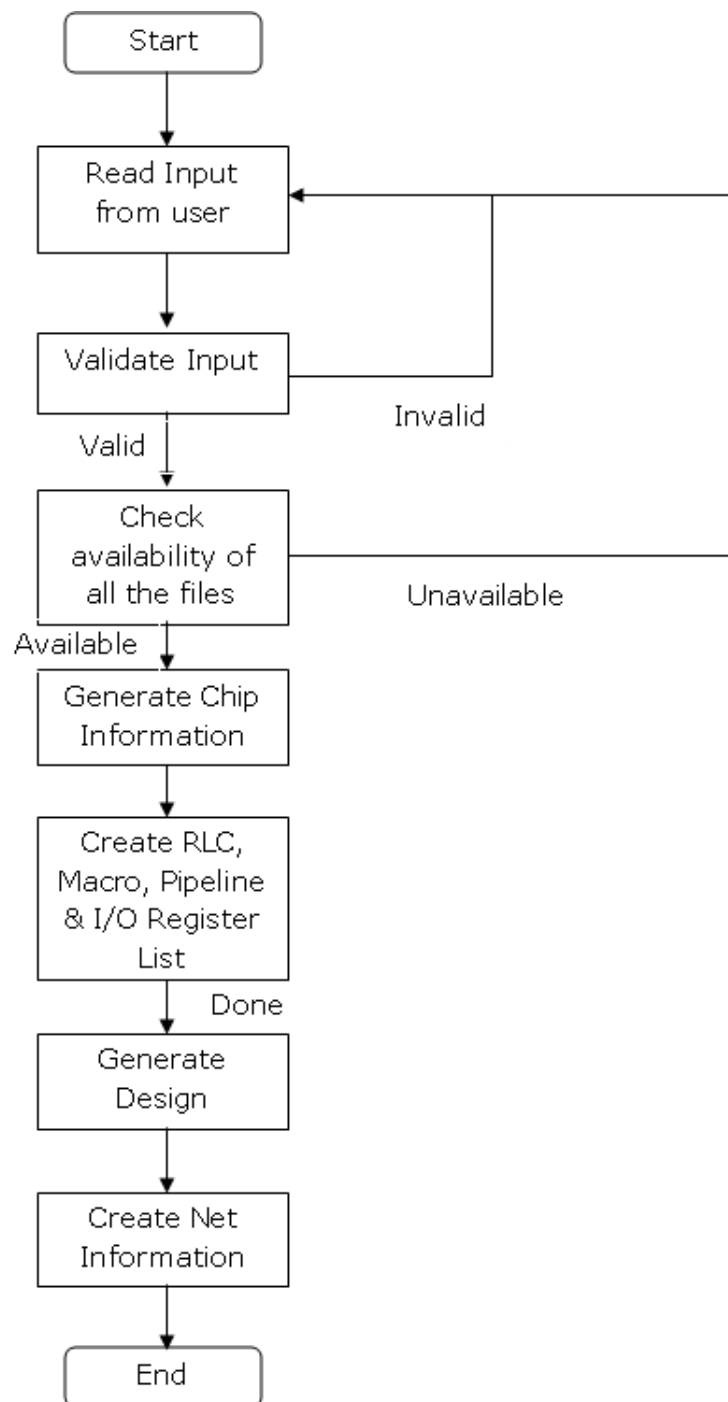 Start
Read Input
from user
Validate Input
Invalid
Valid
Check
availability of
all the files
Unavailable
Available
Generate Chip
Information
Create RLC,
Macro, Pipeline
& I/O Register
List
Done
Generate
Design
Create Net
Information
End